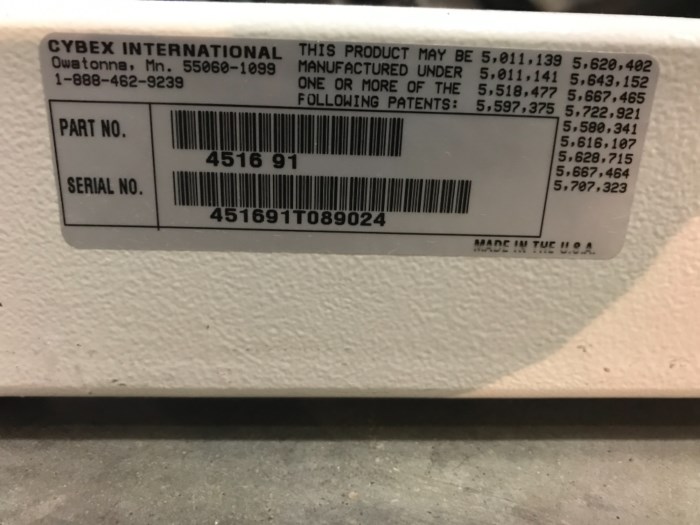 CYBEX INTERNATIONAL
Owatonna, Mn. 55060-1099
1-888-462-9239
THIS PRODUCT MAY BE
MANUFACTURED UNDER
ONE OR MORE OF THE
FOLLOWING PATENTS:
5,011,139
5,011,141
5,518,477
5,597,375
5,620,402
5,643,152
5,667,465
5,722,921
5,580,341
5,616,107
5,628,715
5,667,464
5,707,323
PART NO.
4516 91
SERIAL NO.
451691T089024
MADE IN THE U.S.A.